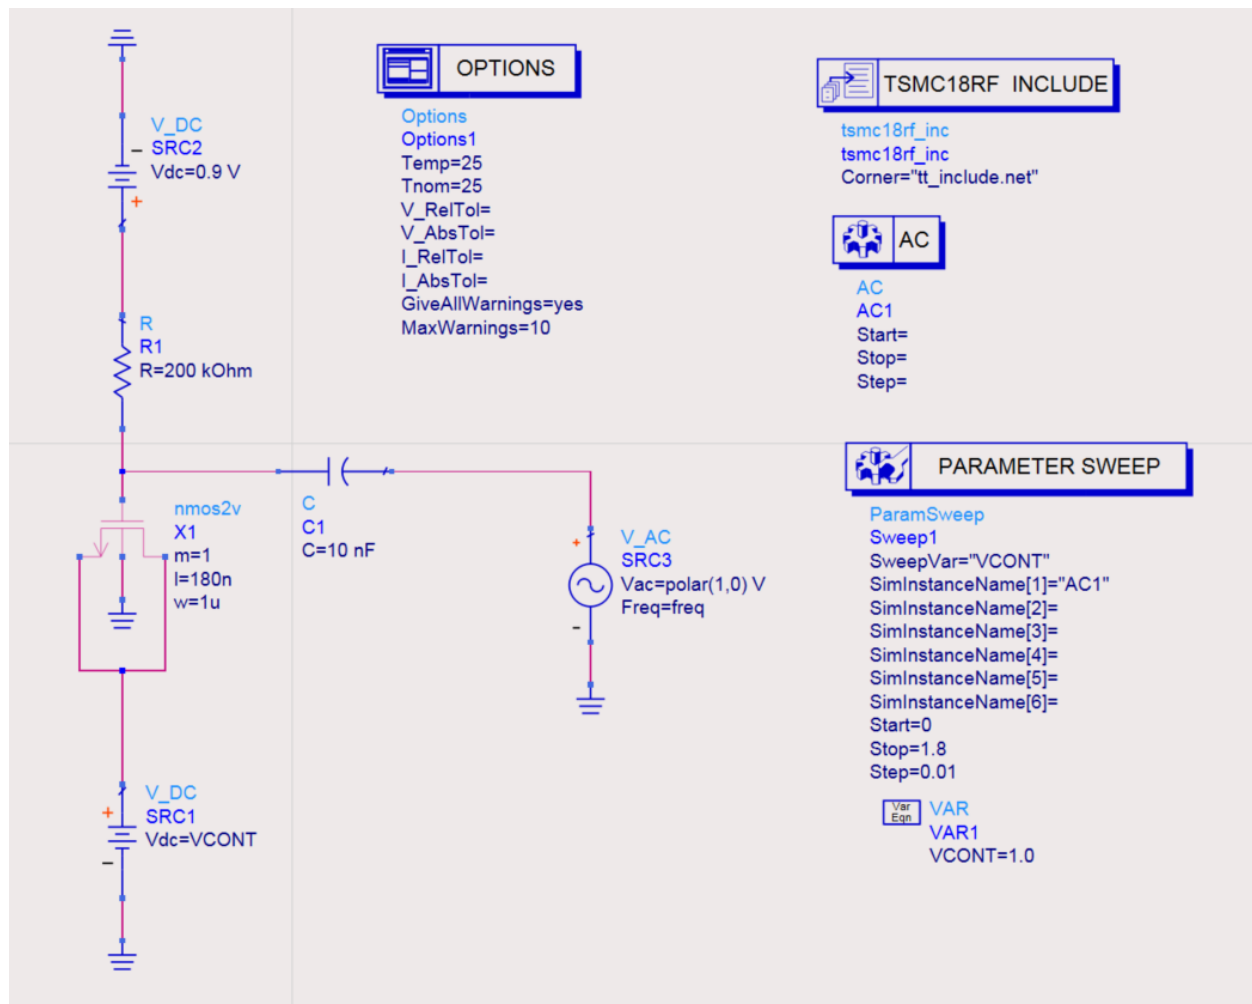 V_DC
SRC2
Vdc=0.9 V
R
R1
R=200 kOhm
nmos2v
X1
m=1
l=180n
w=1u
V_DC
SRC1
Vdc=VCONT
C
C1
C=10 nF
V_AC
SRC3
Vac=polar(1,0) V
Freq=freq
OPTIONS
Options
Options1
Temp=25
Tnom=25
V_RelTol=
V_AbsTol=
I_RelTol=
I_AbsTol=
GiveAllWarnings=yes
MaxWarnings=10
TSMC18RF INCLUDE
tsmc18rf_inc
tsmc18rf_inc
Corner="tt_include.net"
AC
AC
AC1
Start=
Stop=
Step=
PARAMETER SWEEP
ParamSweep
Sweep1
SweepVar="VCONT"
SimInstanceName[1]="AC1"
SimInstanceName[2]=
SimInstanceName[3]=
SimInstanceName[4]=
SimInstanceName[5]=
SimInstanceName[6]=
Start=0
Stop=1.8
Step=0.01
Var
Eqn
VAR
VAR1
VCONT=1.0